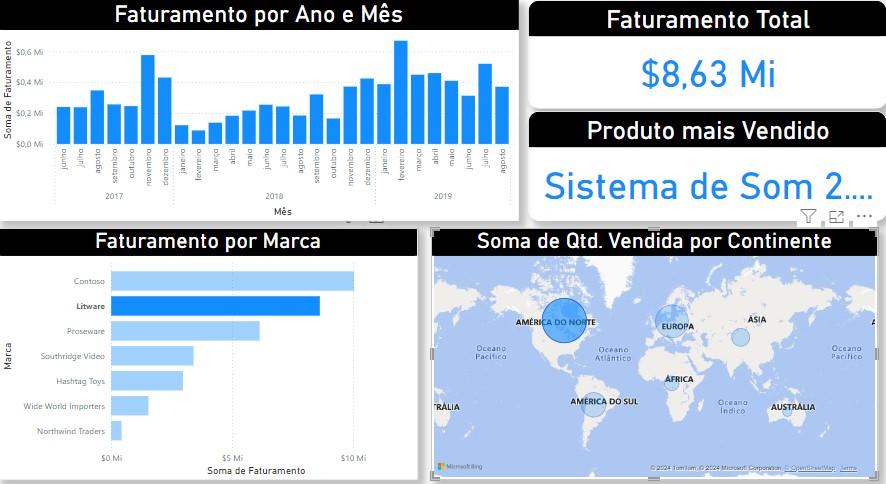 Faturamento por Ano e Mês
Soma de Faturamento
$0,6 Mi
$0,4 Mi
$0,2 Mi
$0,0 Mi
junho
julho
agosto
setembro
outubro
novembro
dezembro
janeiro
fevereiro
março
abril
maio
junho
julho
agosto
setembro
outubro
novembro
dezembro
janeiro
fevereiro
março
abril
maio
junho
julho
agosto
2017
2018
2019
Mês
Faturamento Total
$8,63 Mi
Produto mais Vendido
Sistema de Som 2....
Faturamento por Marca
Marca
Contoso
Litware
Proseware
Southridge Video
Hashtag Toys
Wide World Importers
Northwind Traders
$0 Mi
$5 Mi
$10 Mi
Soma de Faturamento
Soma de Qtd. Vendida por Continente
AMÉRICA DO NORTE
EUROPA
ÁSIA
Oceano
Pacífico
Oceano
Atlântico
Oceano
Pacífico
ÁFRICA
AMÉRICA DO SUL
Oceano
Índico
TRÁLIA
AUSTRÁLIA
Microsoft Bing
© 2024 TomTom, © 2024 Microsoft Corporation, © OpenStreetMap Terms